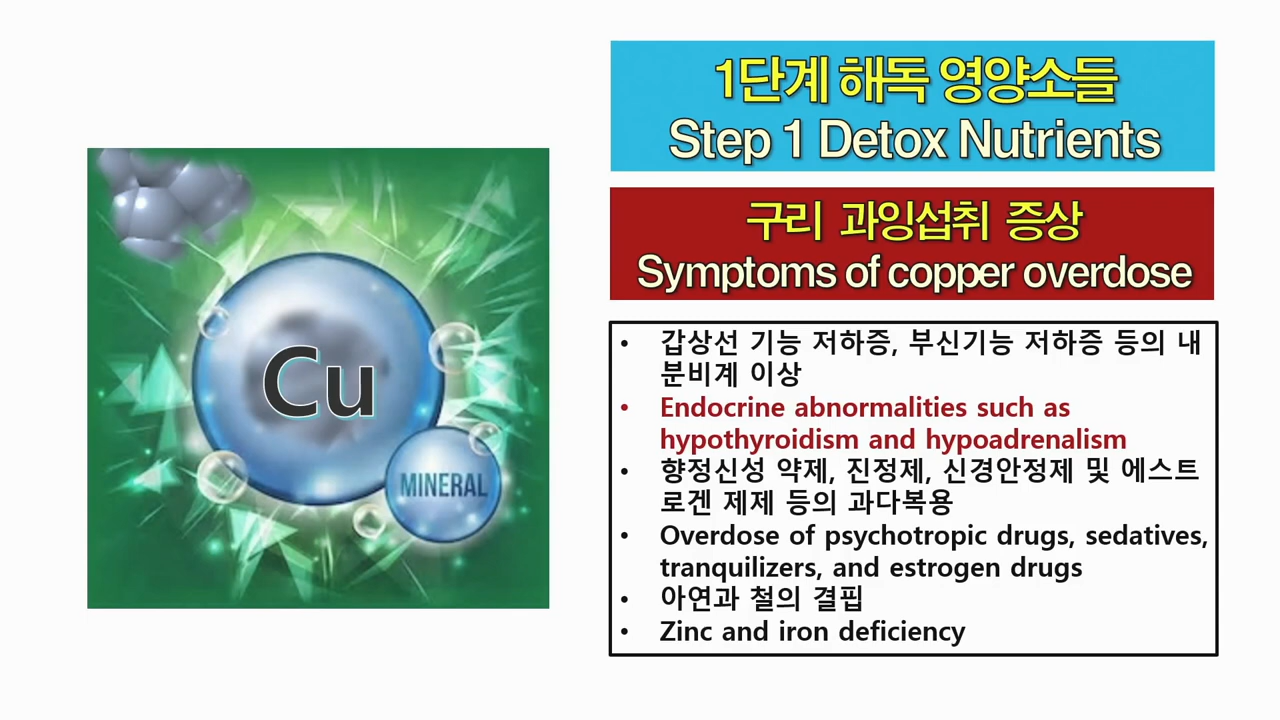 1단계 해독 영양소들
Step 1 Detox Nutrients
구리 과잉섭취 증상
Symptoms of copper overdose
Cu
MINERAL
• 갑상선 기능 저하증, 부신기능 저하증 등의 내
분비계 이상
• Endocrine abnormalities such as
hypothyroidism and hypoadrenalism
• 향정신성 약제, 진정제, 신경안정제 및 에스트
로겐 제제 등의 과다복용
• Overdose of psychotropic drugs, sedatives,
tranquilizers, and estrogen drugs
• 아연과 철의 결핍
• Zinc and iron deficiency